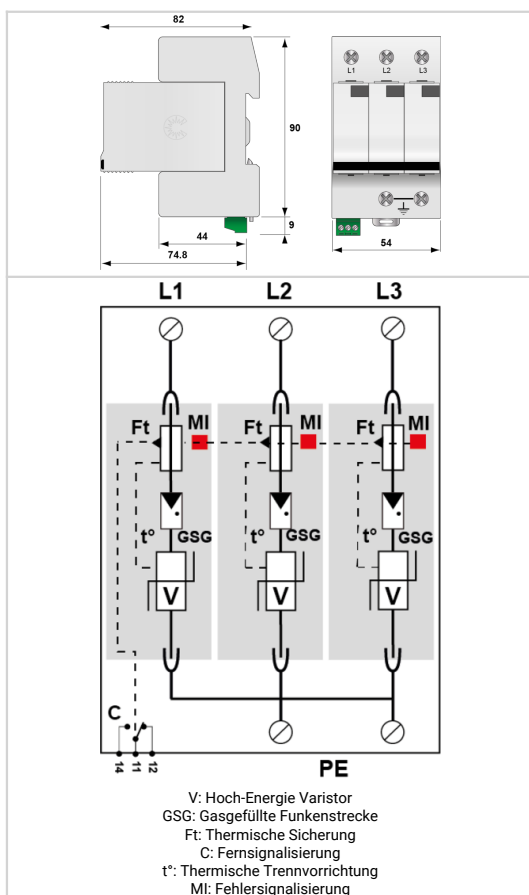 82
L1 L2 L3
90
9
44
54
74.8
L1 L2 L3
Ft MI Ft MI Ft MI
t° GSG t° GSG t° GSG
V V V
C
14 11 12
PE
V: Hoch-Energie Varistor
GSG: Gasgefüllte Funkenstrecke
Ft: Thermische Sicherung
C: Fernsignalisierung
t°: Thermische Trennvorrichtung
MI: Fehlersignalisierung